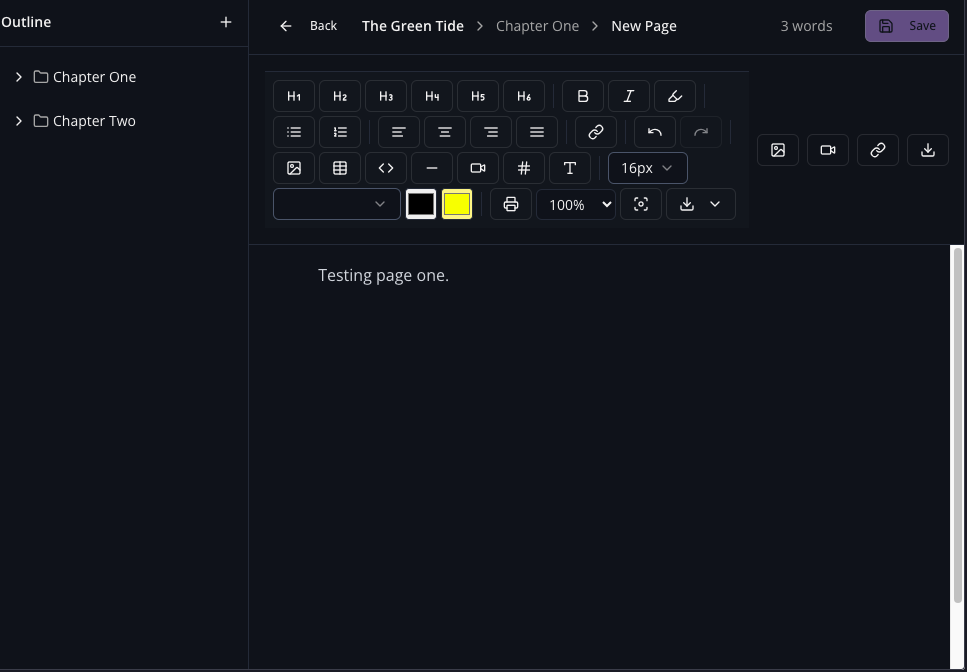 Outline
Chapter One
Chapter Two
Back The Green Tide Chapter One New Page 3 words Save
H1 H2 H3 H4 H5 H6 B I
16px
100%
Testing page one.